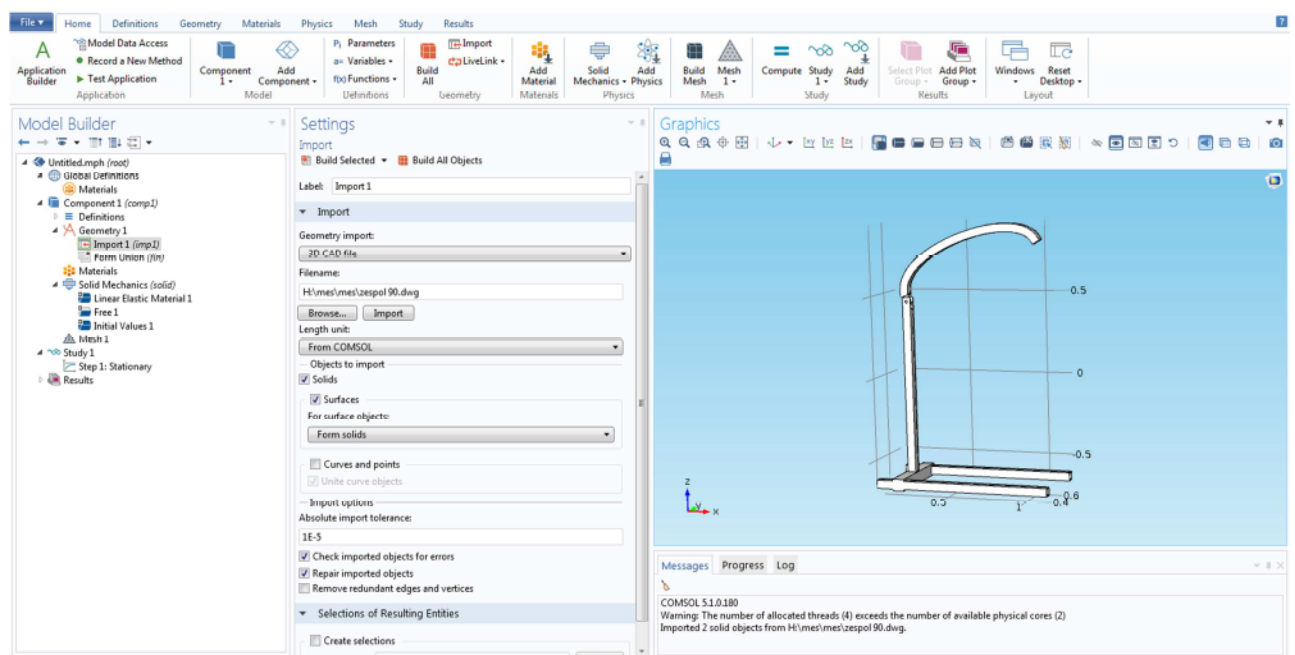 File Home Definitions Geometry Materials Physics Mesh Study Results
Application Builder
Model Data Access
Record a New Method
Test Application
Application
Component 1
Add Component
Model
Pi Parameters
a= Variables
f(x) Functions
Definitions
Build All
Import
LiveLink
Geometry
Add Material
Materials
Solid Mechanics
Add Physics
Physics
Build Mesh
Mesh 1
Mesh
Compute
Study 1
Add Study
Study
Select Plot Group
Add Plot Group
Results
Windows
Reset Desktop
Layout
Model Builder
Untitled.mph (root)
Global Definitions
Materials
Component 1 (comp1)
Definitions
Geometry 1
Import 1 (imp1)
Form Union (fin)
Materials
Solid Mechanics (solid)
Linear Elastic Material 1
Free 1
Initial Values 1
Mesh 1
Study 1
Step 1: Stationary
Results
Settings
Import
Build Selected Build All Objects
Label: Import 1
Import
Geometry import:
3D CAD file
Filename:
H:\mes\mes\zespol 90.dwg
Browse... Import
Length unit:
From COMSOL
Objects to import
Solids
Surfaces
For surface objects:
Form solids
Curves and points
Unite curve objects
Import options
Absolute import tolerance:
1E-5
Check imported objects for errors
Repair imported objects
Remove redundant edges and vertices
Selections of Resulting Entities
Create selections
Graphics
xy yz zx
0.5
0
-0.5
0.5
1
0.4
-0.6
z
y x
Messages Progress Log
COMSOL 5.1.0.180
Warning: The number of allocated threads (4) exceeds the number of available physical cores (2)
Imported 2 solid objects from H:\mes\mes\zespol 90.dwg.